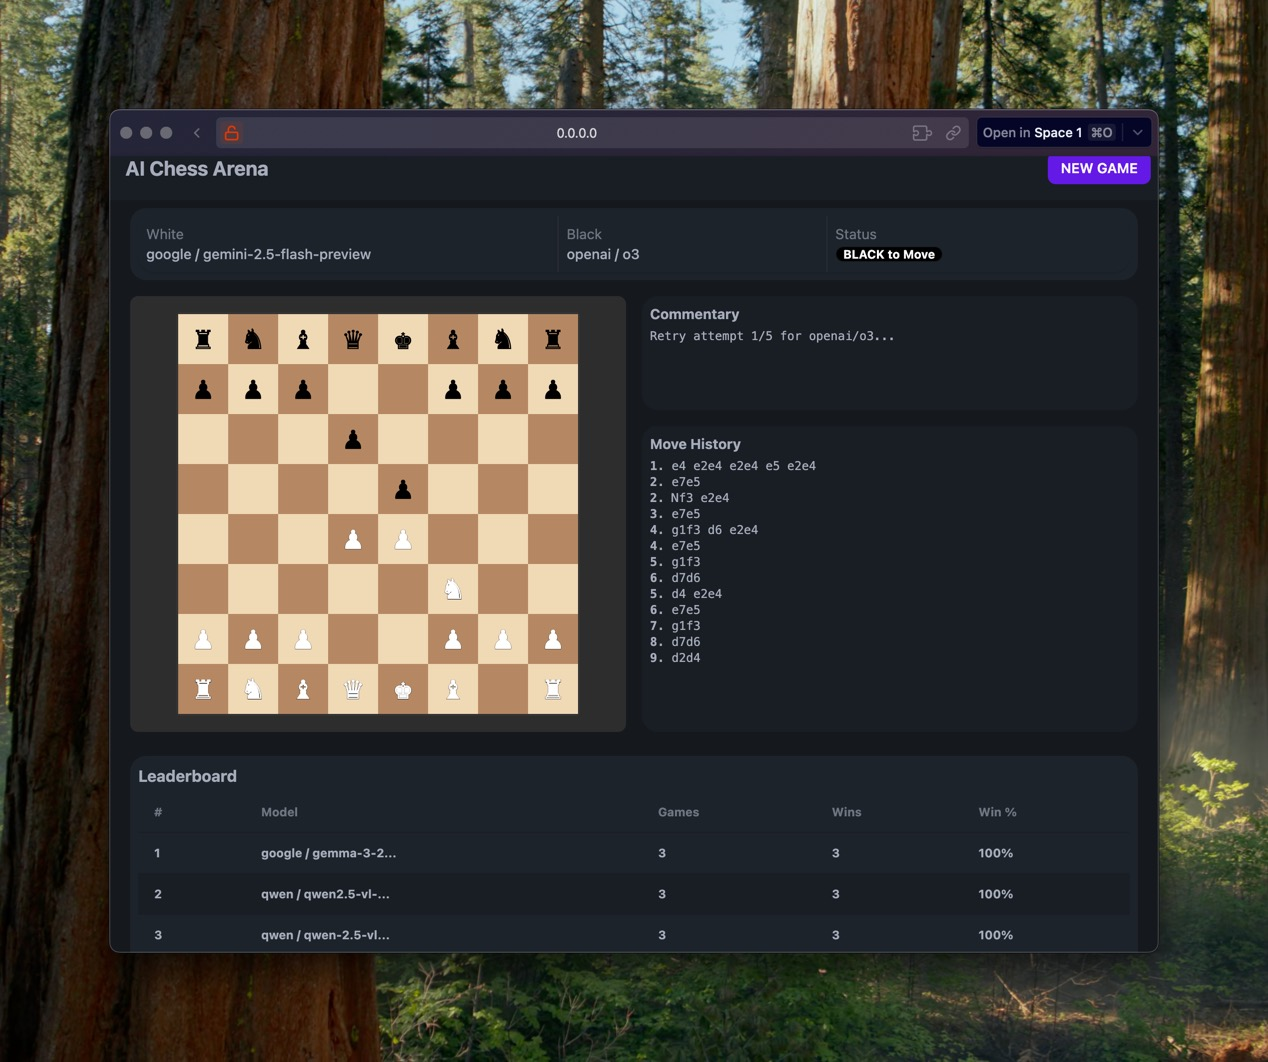 0.0.0.0
Open in Space 1 ⌘O
AI Chess Arena
NEW GAME
White
google / gemini-2.5-flash-preview
Black
openai / o3
Status
BLACK to Move
Commentary
Retry attempt 1/5 for openai/o3...
Move History
1. e4 e2e4 e2e4 e5 e2e4
2. e7e5
2. Nf3 e2e4
3. e7e5
4. g1f3 d6 e2e4
4. e7e5
5. g1f3
6. d7d6
5. d4 e2e4
6. e7e5
7. g1f3
8. d7d6
9. d2d4
Leaderboard
# Model Games Wins Win %
1 google / gemma-3-2... 3 3 100%
2 qwen / qwen2.5-vl-... 3 3 100%
3 qwen / qwen-2.5-vl... 3 3 100%